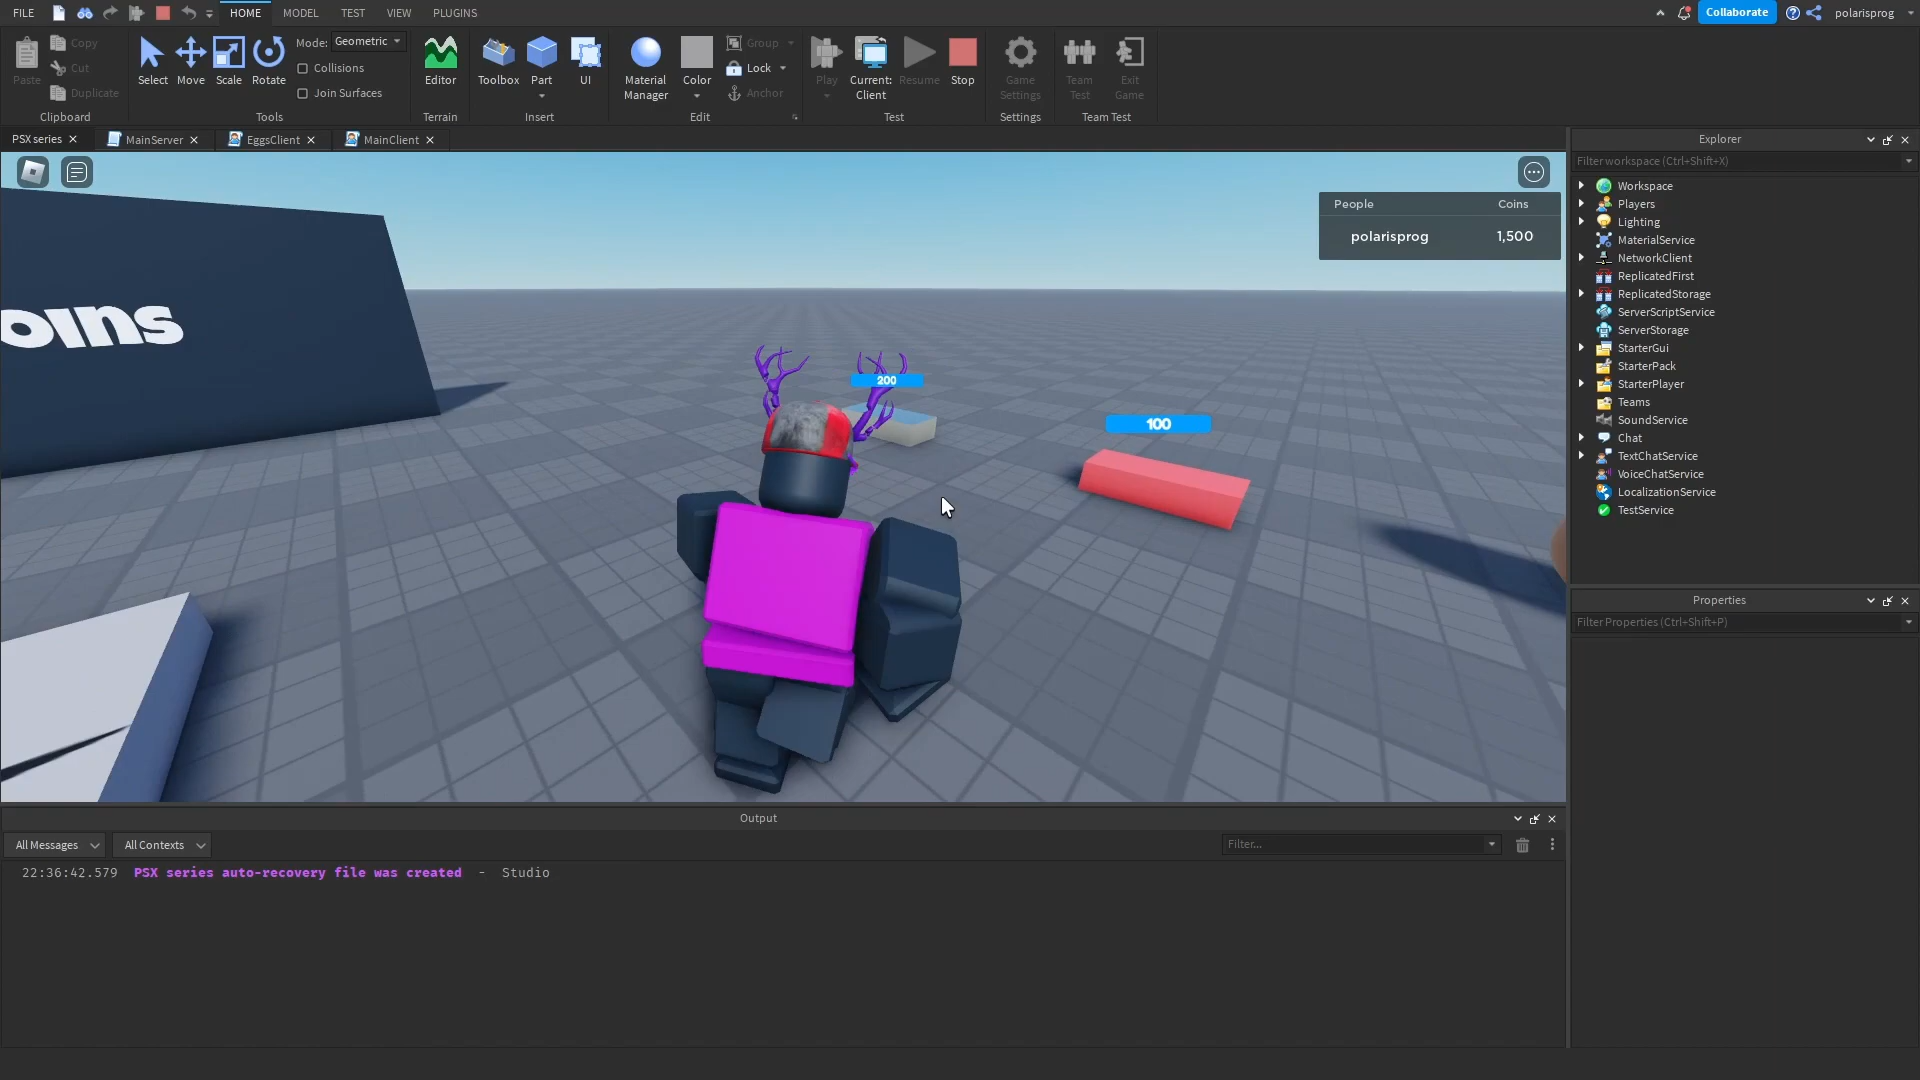 FILE HOME MODEL TEST VIEW PLUGINS Collaborate polarisprog
Paste Copy Cut Duplicate Clipboard
Select Move Scale Rotate Mode: Geometric Collisions Join Surfaces Tools
Editor Terrain
Toolbox Part UI Insert
Material Manager Color Group Lock Anchor Edit
Play Current: Client Resume Stop Test
Game Settings Settings
Team Test Exit Game Team Test
PSX series MainServer EggsClient MainClient
People Coins
polarisprog 1,500
oins
200
100
Explorer
Filter workspace (Ctrl+Shift+X)
Workspace
Players
Lighting
MaterialService
NetworkClient
ReplicatedFirst
ReplicatedStorage
ServerScriptService
ServerStorage
StarterGui
StarterPack
StarterPlayer
Teams
SoundService
Chat
TextChatService
VoiceChatService
LocalizationService
TestService
Properties
Filter Properties (Ctrl+Shift+P)
Output
All Messages All Contexts Filter...
22:36:42.579 PSX series auto-recovery file was created - Studio